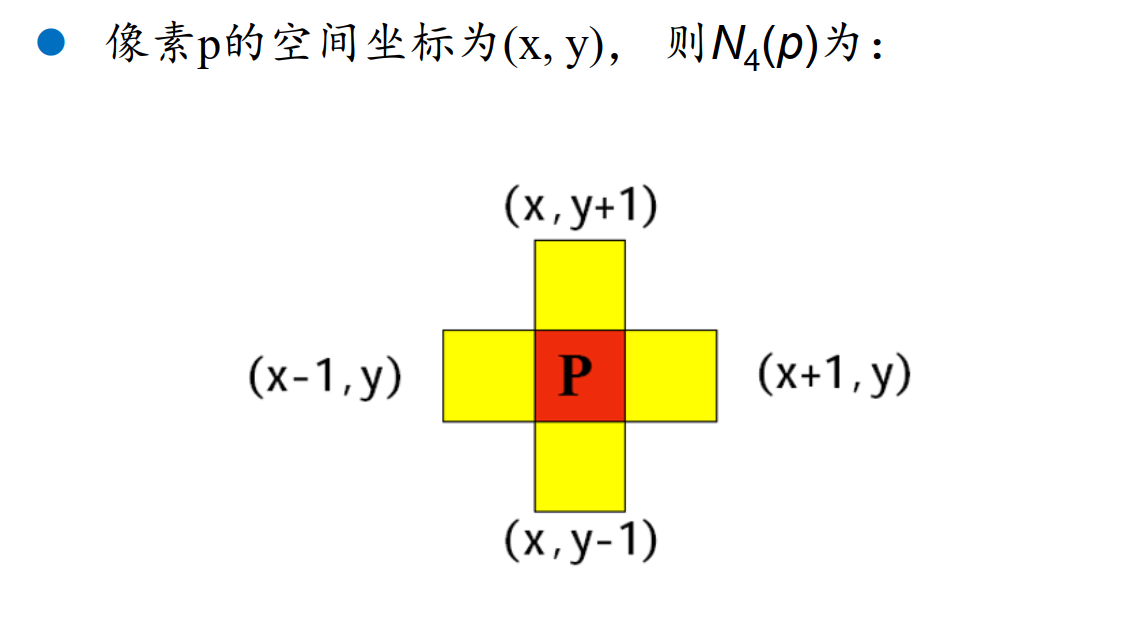 像素p的空间坐标为(x, y)， 则N₄(p)为：
(x,y+1)
(x-1,y) P (x+1,y)
(x,y-1)